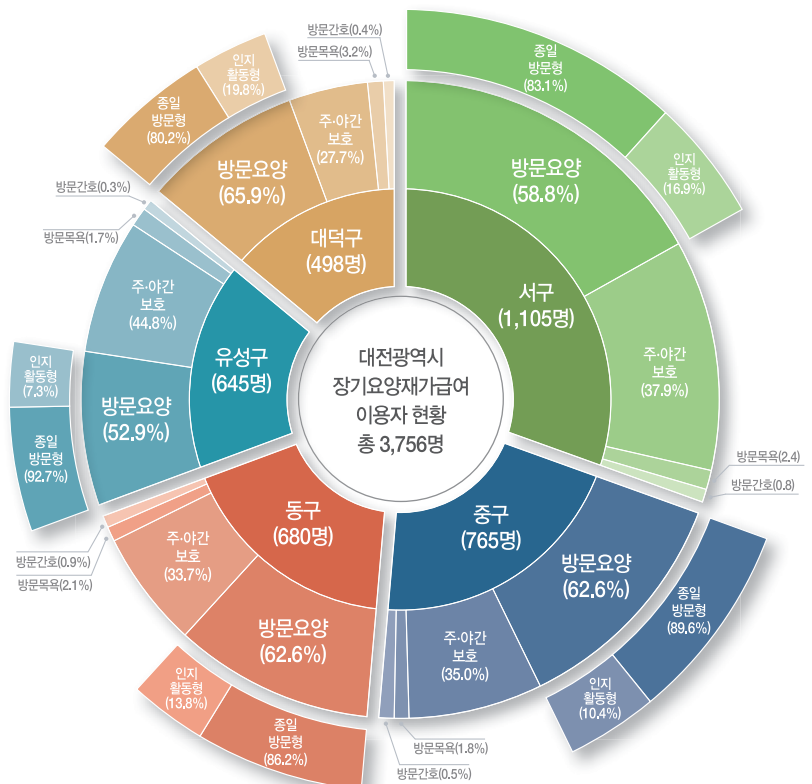 대전광역시
장기요양재가급여
이용자 현황
총 3,756명
서구
(1,105명)
방문요양
(58.8%)
종일
방문형
(83.1%)
인지
활동형
(16.9%)
주·야간
보호
(37.9%)
방문목욕(2.4)
방문간호(0.8)
중구
(765명)
방문요양
(62.6%)
종일
방문형
(89.6%)
인지
활동형
(10.4%)
주·야간
보호
(35.0%)
방문목욕(1.8%)
방문간호(0.5%)
동구
(680명)
방문요양
(62.6%)
종일
방문형
(86.2%)
인지
활동형
(13.8%)
주·야간
보호
(33.7%)
방문목욕(2.1%)
방문간호(0.9%)
유성구
(645명)
방문요양
(52.9%)
종일
방문형
(92.7%)
인지
활동형
(7.3%)
주·야간
보호
(44.8%)
방문목욕(1.7%)
방문간호(0.3%)
대덕구
(498명)
방문요양
(65.9%)
종일
방문형
(80.2%)
인지
활동형
(19.8%)
주·야간
보호
(27.7%)
방문목욕(3.2%)
방문간호(0.4%)